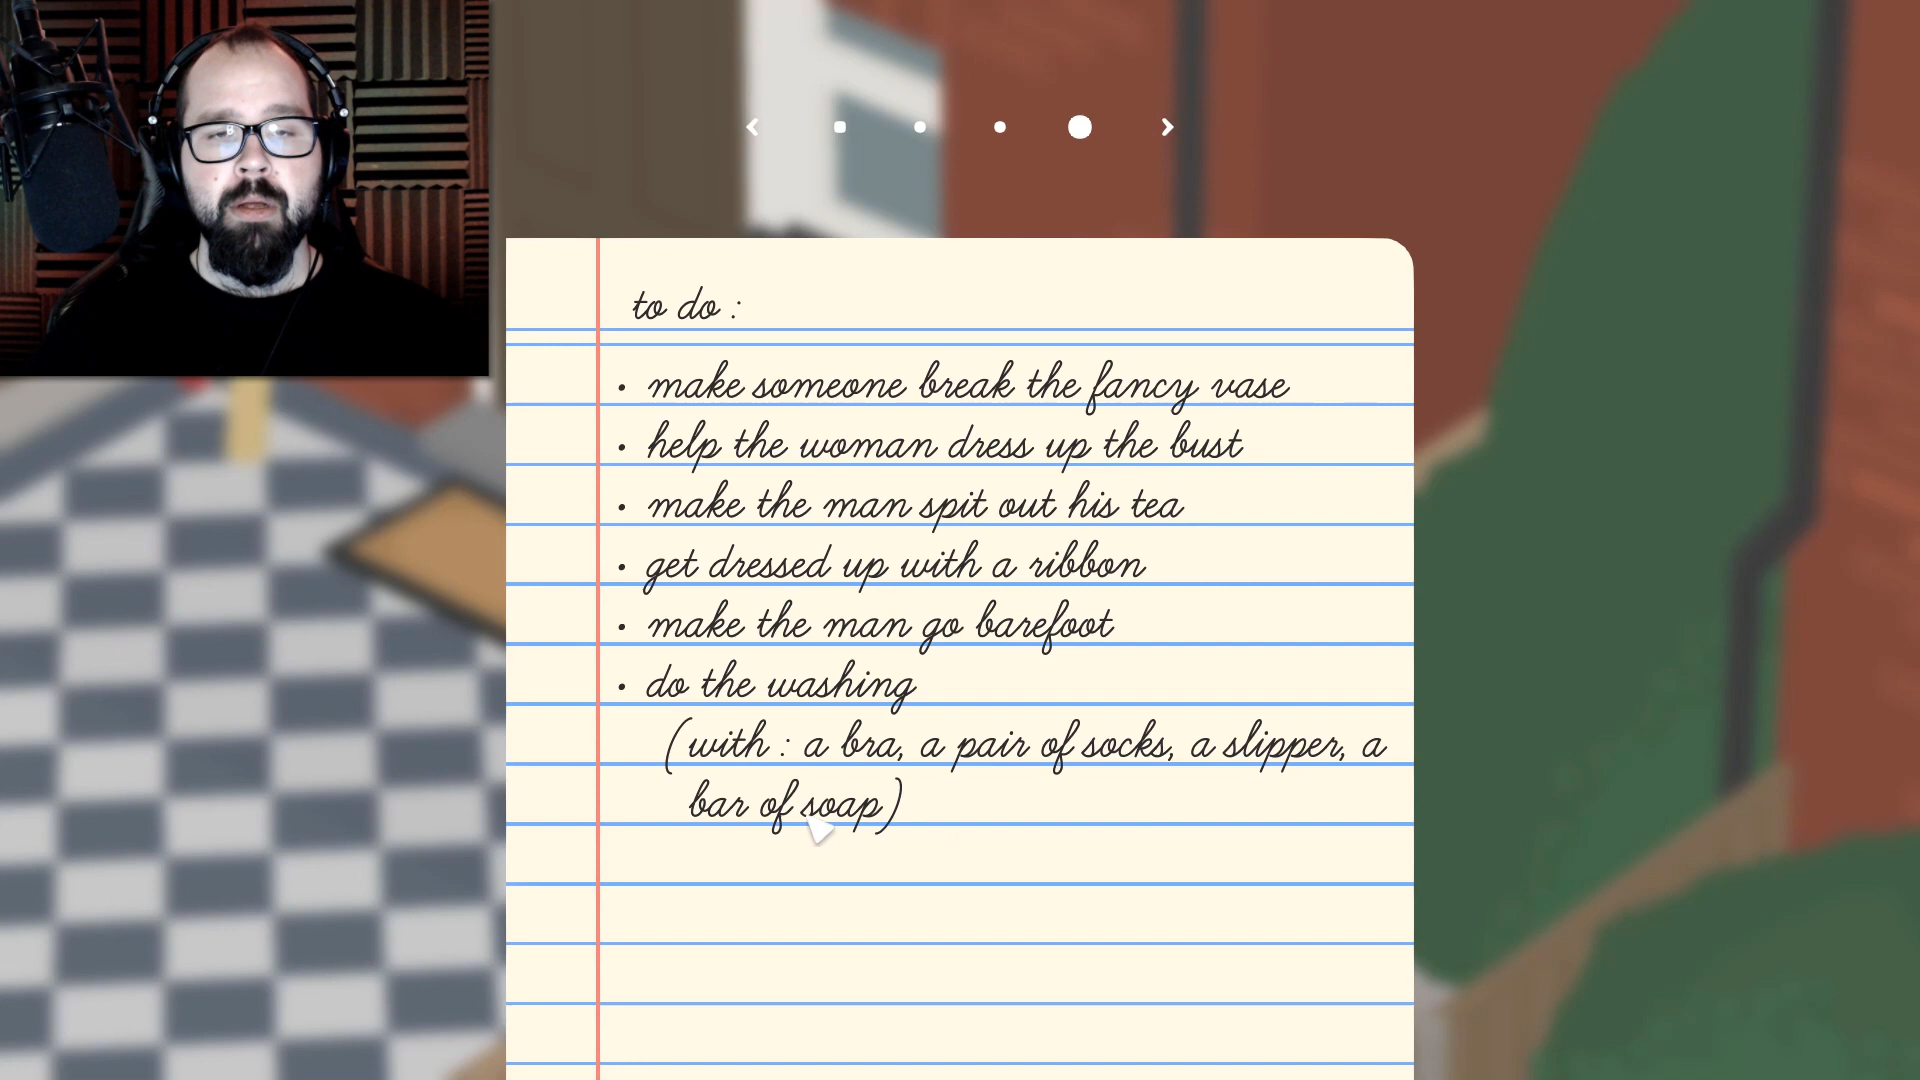 to do :
• make someone break the fancy vase
• help the woman dress up the bust
• make the man spit out his tea
• get dressed up with a ribbon
• make the man go barefoot
• do the washing
(with : a bra, a pair of socks, a slipper, a
bar of soap)